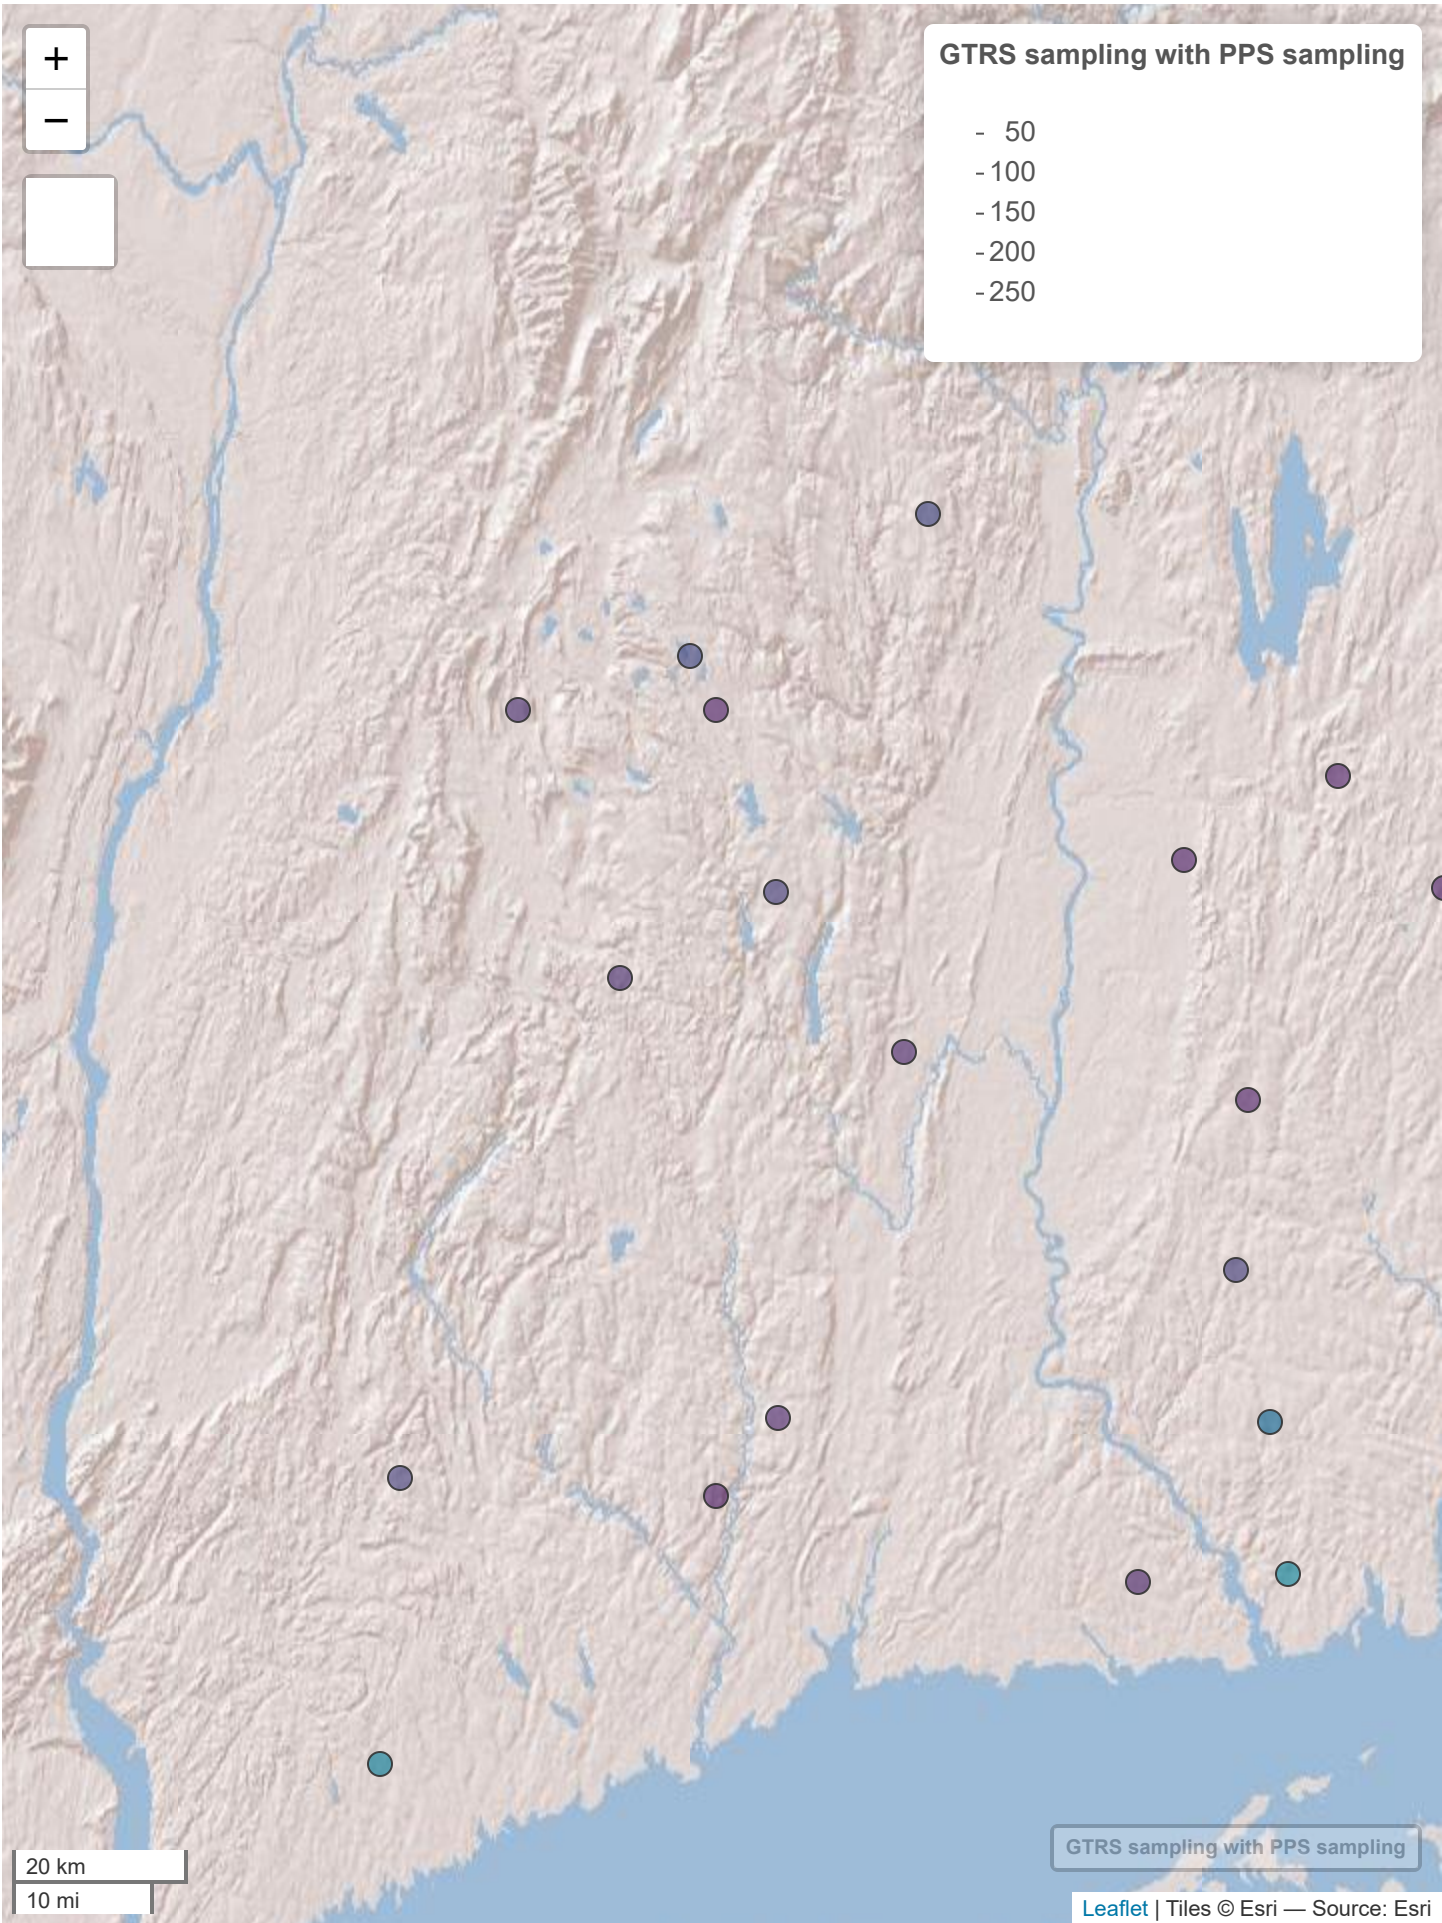 +
−
GTRS sampling with PPS sampling
- 50
- 100
- 150
- 200
- 250
20 km
10 mi
GTRS sampling with PPS sampling
Leaflet | Tiles © Esri — Source: Esri